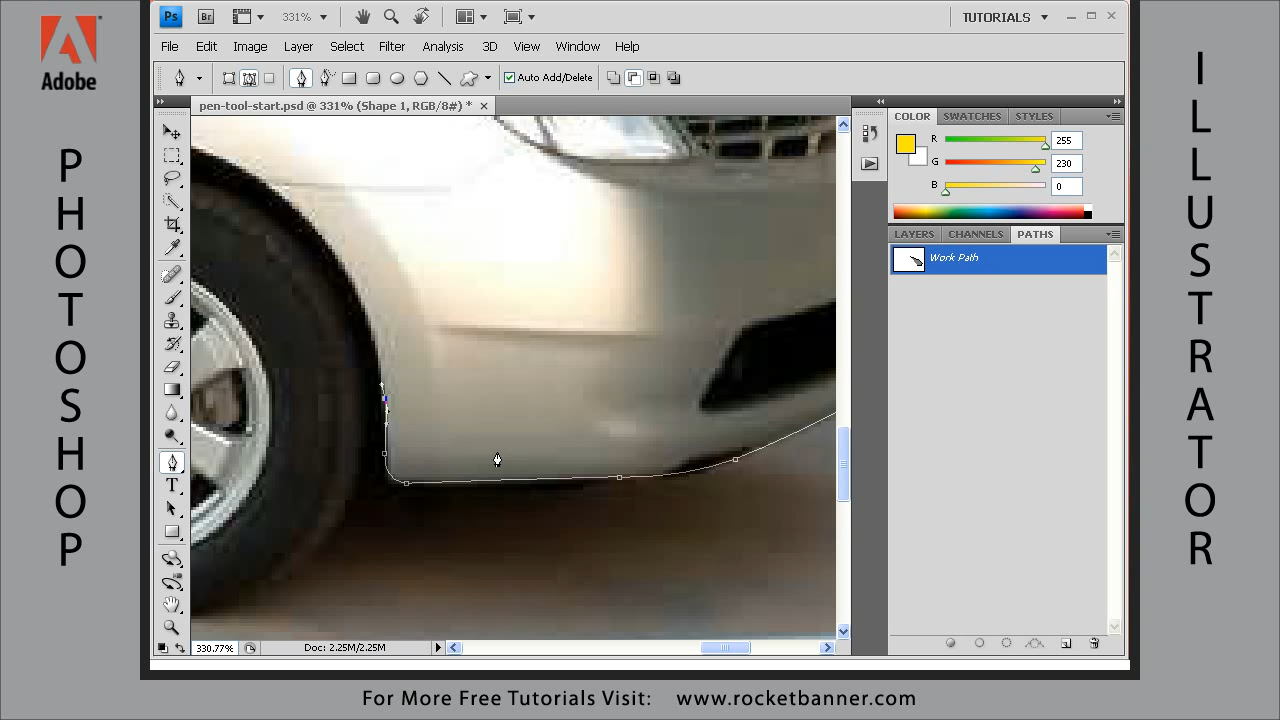 Adobe
PHOTOSHOP
Ps
Br
331%
TUTORIALS
File Edit Image Layer Select Filter Analysis 3D View Window Help
Auto Add/Delete
pen-tool-start.psd @ 331% (Shape 1, RGB/8#) *
COLOR SWATCHES STYLES
R 255
G 230
B 0
LAYERS CHANNELS PATHS
Work Path
T
330.77% Doc: 2.25M/2.25M
ILLUSTRATOR
For More Free Tutorials Visit: www.rocketbanner.com